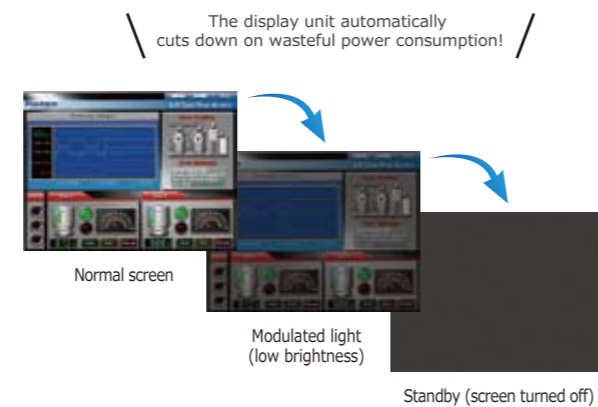 The display unit automatically
cuts down on wasteful power consumption!
Normal screen
Modulated light
(low brightness)
Standby (screen turned off)